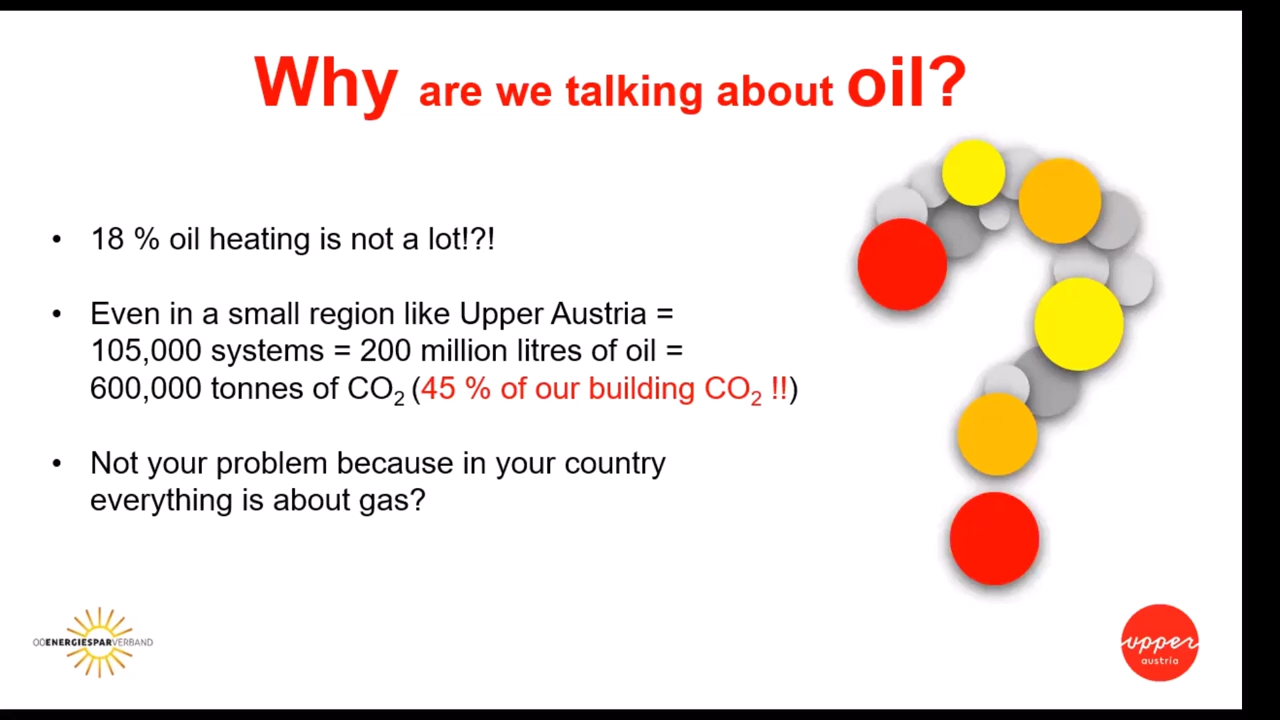 Why are we talking about oil?
• 18 % oil heating is not a lot!?!
• Even in a small region like Upper Austria =
105,000 systems = 200 million litres of oil =
600,000 tonnes of CO₂ (45 % of our building CO₂ !!)
• Not your problem because in your country
everything is about gas?
OÖENERGIESPARVERBAND
upper
austria